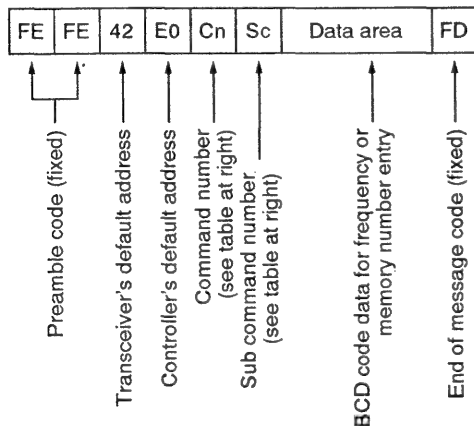 FE FE 42 E0 Cn Sc Data area FD
Preamble code (fixed)
Transceiver's default address
Controller's default address
Command number
(see table at right)
Sub command number
(see table at right)
BCD code data for frequency or
memory number entry
End of message code (fixed)